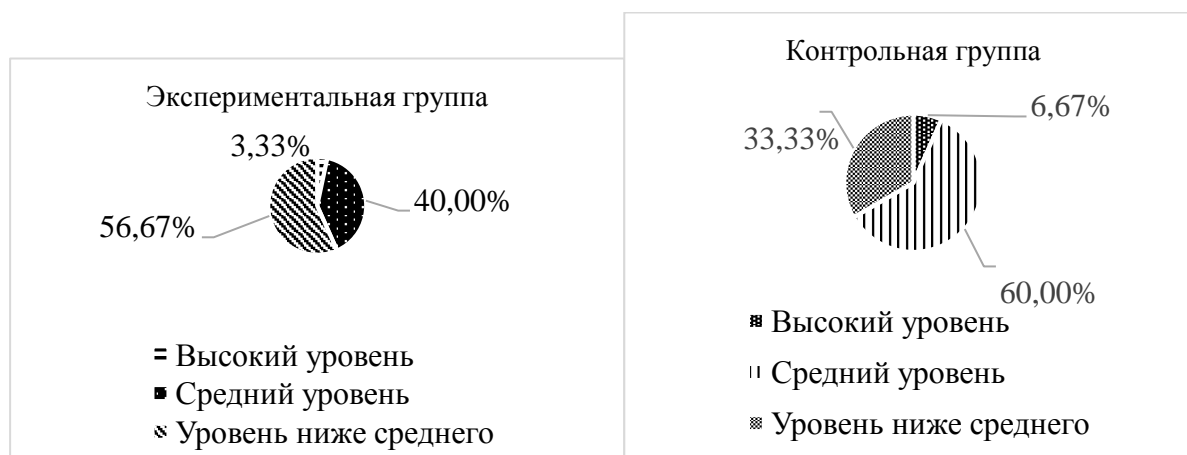 Экспериментальная группа
3,33%
40,00%
56,67%
Высокий уровень
Средний уровень
Уровень ниже среднего
Контрольная группа
6,67%
33,33%
60,00%
Высокий уровень
Средний уровень
Уровень ниже среднего